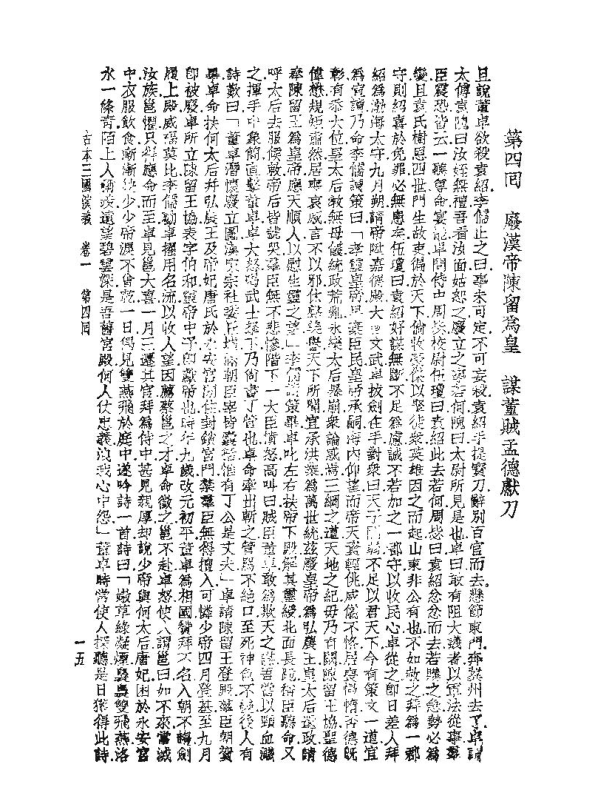 第四囘　廢漢帝陳留爲皇　謀董賊孟德獻刀
且說董卓欲殺袁紹李儒止之曰事未可定不可妄殺袁紹手提寶刀辭別百官而去懸節東門奔冀州去了卓謂
太傅袁隗曰汝姪無禮吾看汝面姑恕之廢立之事若何隗曰太尉所見是也卓曰敢有阻大議者以軍法從事羣
臣震恐皆云一聽尊命宴罷卓問侍中周毖校尉伍瓊曰袁紹此去若何周毖曰袁紹忿忿而去若購之急勢必爲
變且袁氏樹恩四世門生故吏徧於天下倘收豪傑以聚徒衆英雄因之而起山東非公有也不如赦之拜爲一郡
守則紹喜於免罪必無患矣伍瓊曰袁紹好謀無斷不足爲慮誠不若加之一郡守以收民心卓從之卽日差人拜
紹爲渤海太守九月朔請帝陞嘉德殿大會文武卓拔劍在手對衆曰天子闇弱不足以君天下今有策文一道宜
爲宣讀乃命李儒讀策曰「孝靈皇帝早棄臣民皇帝承嗣海內仰望而帝天資輕佻威儀不恪居喪慢惰否德旣
彰有忝大位皇太后教無母儀統政荒亂永樂太后暴崩衆論惑焉三綱之道天地之紀毋乃有闕陳留王協聖德
偉懋規矩肅然居喪哀戚言不以邪休聲美譽天下所聞宜承洪業爲萬世統茲廢皇帝爲弘農王皇太后還政請
奉陳留王爲皇帝應天順人以慰生靈之望」李儒讀策畢卓叱左右扶帝下殿解其璽綬北面長跪稱臣聽命又
呼太后去服候敕帝后皆號哭羣臣無不悲慘階下一大臣憤怒高叫曰賊臣董卓敢爲欺天之謀吾當以頸血濺
之揮手中象簡直擊董卓卓大怒喝武士拏下乃尚書丁管也卓命牽出斬之管罵不絕口至死神色不變後人有
詩歎曰「董卓潛懷廢立圖漢家宗社委丘墟滿朝臣宰皆囊括惟有丁公是丈夫」卓請陳留王登殿羣臣朝賀
畢卓命扶何太后并弘農王及帝妃唐氏於永安宮閒住封鎖宮門禁羣臣無得擅入可憐少帝四月登基至九月
卽被廢卓所立陳留王協表字伯和靈帝中子卽獻帝也時年九歲改元初平董卓爲相國贊拜不名入朝不趨劍
履上殿威福莫比李儒勸卓擢用名流以收人望因薦蔡邕之才卓命徵之邕不赴卓怒使人謂邕曰如不來當滅
汝族邕懼只得應命而至卓見邕大喜一月三遷其官拜爲侍中甚見親厚却說少帝與何太后唐妃困於永安宮
中衣服飲食漸漸缺少少帝淚不曾乾一日偶見雙燕飛於庭中遂吟詩一首詩曰「嫩草綠凝煙裊裊雙飛燕洛
水一條青陌上人稱羨遠望碧雲深是吾舊宮殿何人仗忠義洩我心中怨」董卓時常使人探聽是日獲得此詩
古本三國演義　卷一　第四囘
一五